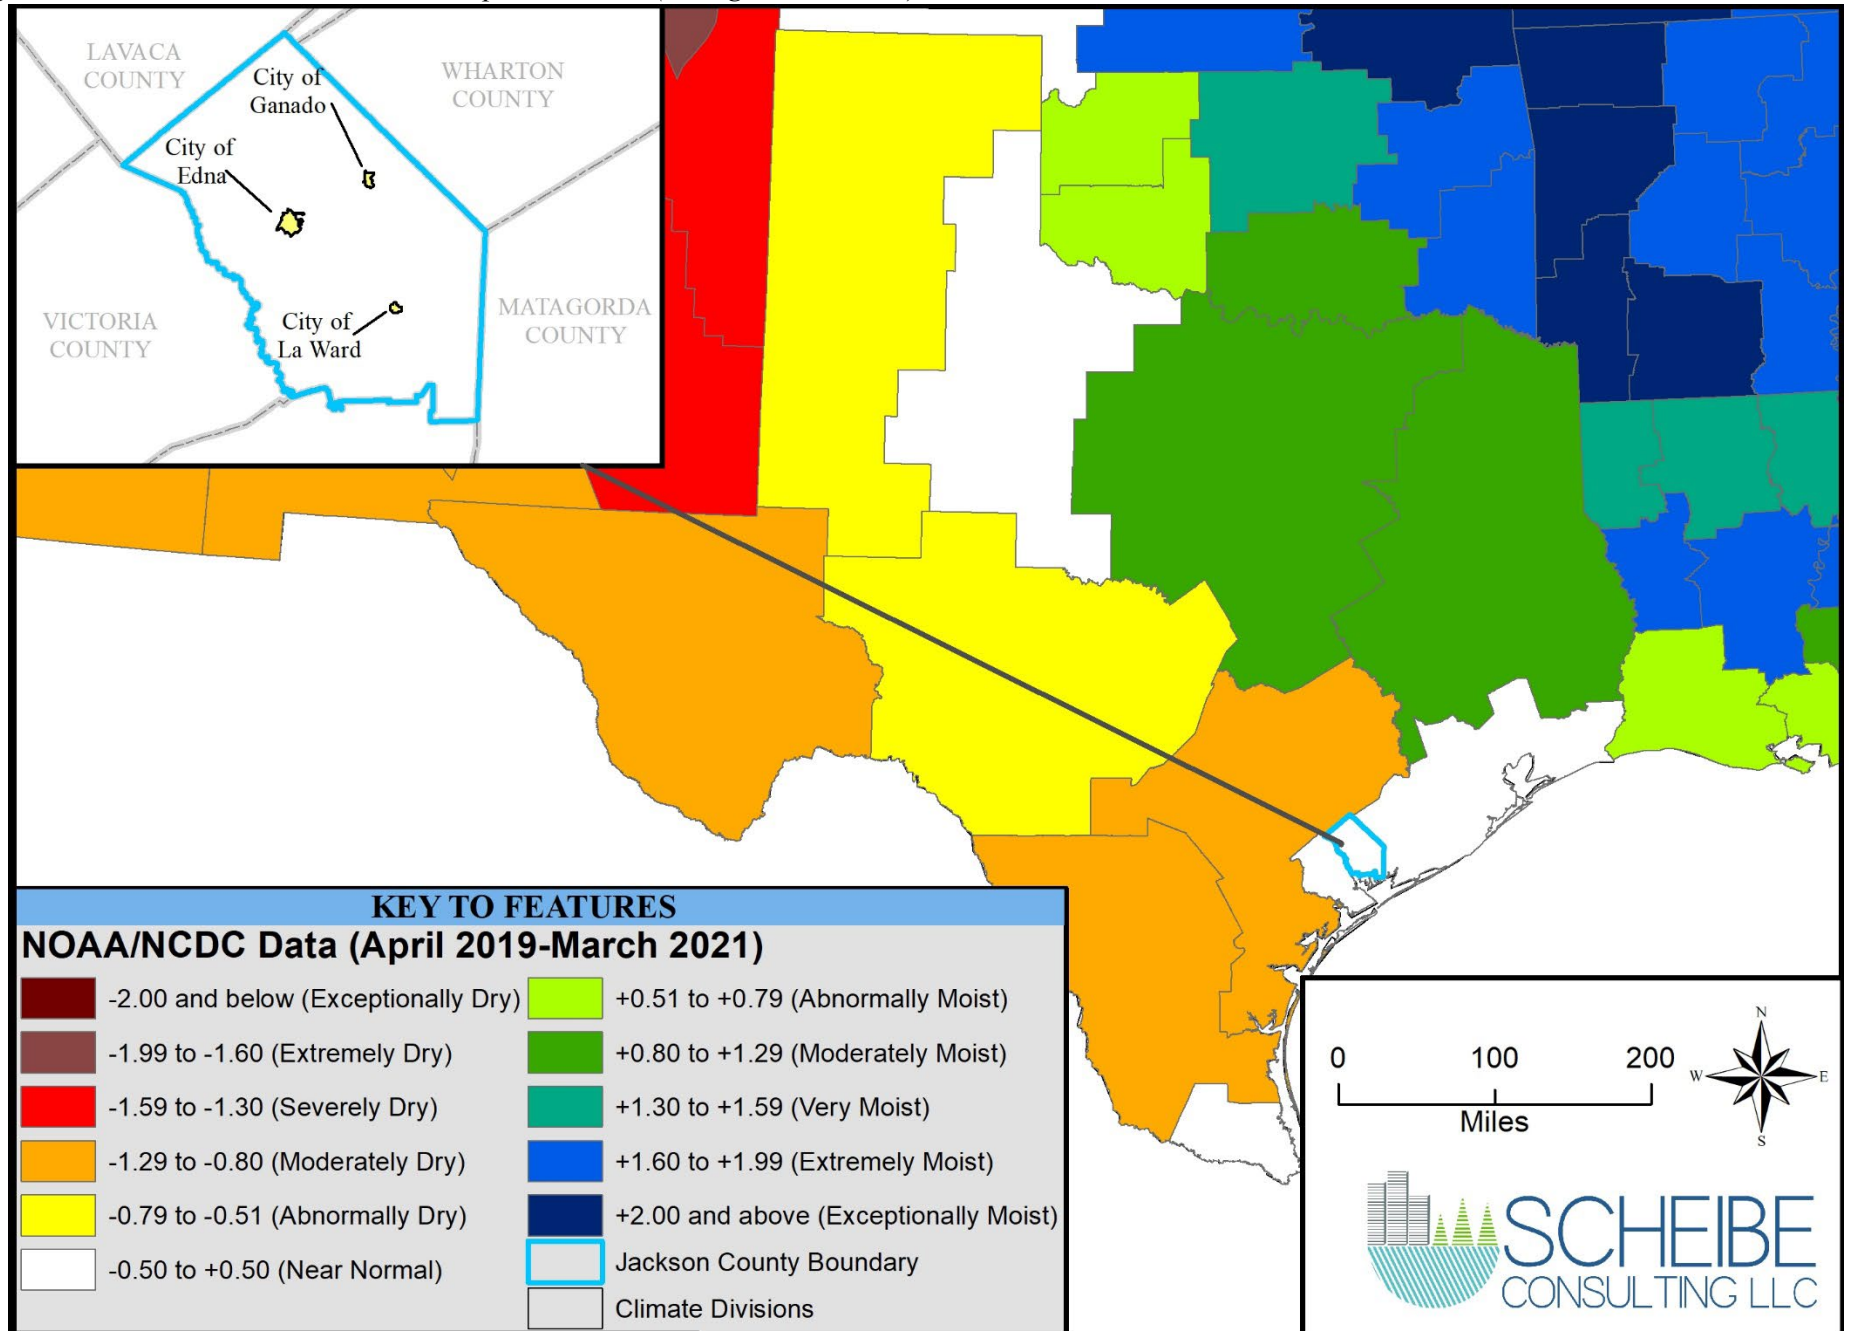 LAVACA
COUNTY
City of
Ganado
WHARTON
COUNTY
City of
Edna
VICTORIA
COUNTY
City of
La Ward
MATAGORDA
COUNTY
KEY TO FEATURES
NOAA/NCDC Data (April 2019-March 2021)
-2.00 and below (Exceptionally Dry)
-1.99 to -1.60 (Extremely Dry)
-1.59 to -1.30 (Severely Dry)
-1.29 to -0.80 (Moderately Dry)
-0.79 to -0.51 (Abnormally Dry)
-0.50 to +0.50 (Near Normal)
+0.51 to +0.79 (Abnormally Moist)
+0.80 to +1.29 (Moderately Moist)
+1.30 to +1.59 (Very Moist)
+1.60 to +1.99 (Extremely Moist)
+2.00 and above (Exceptionally Moist)
Jackson County Boundary
Climate Divisions
0 100 200
Miles
N
W E
S
SCHEIBE
CONSULTING LLC